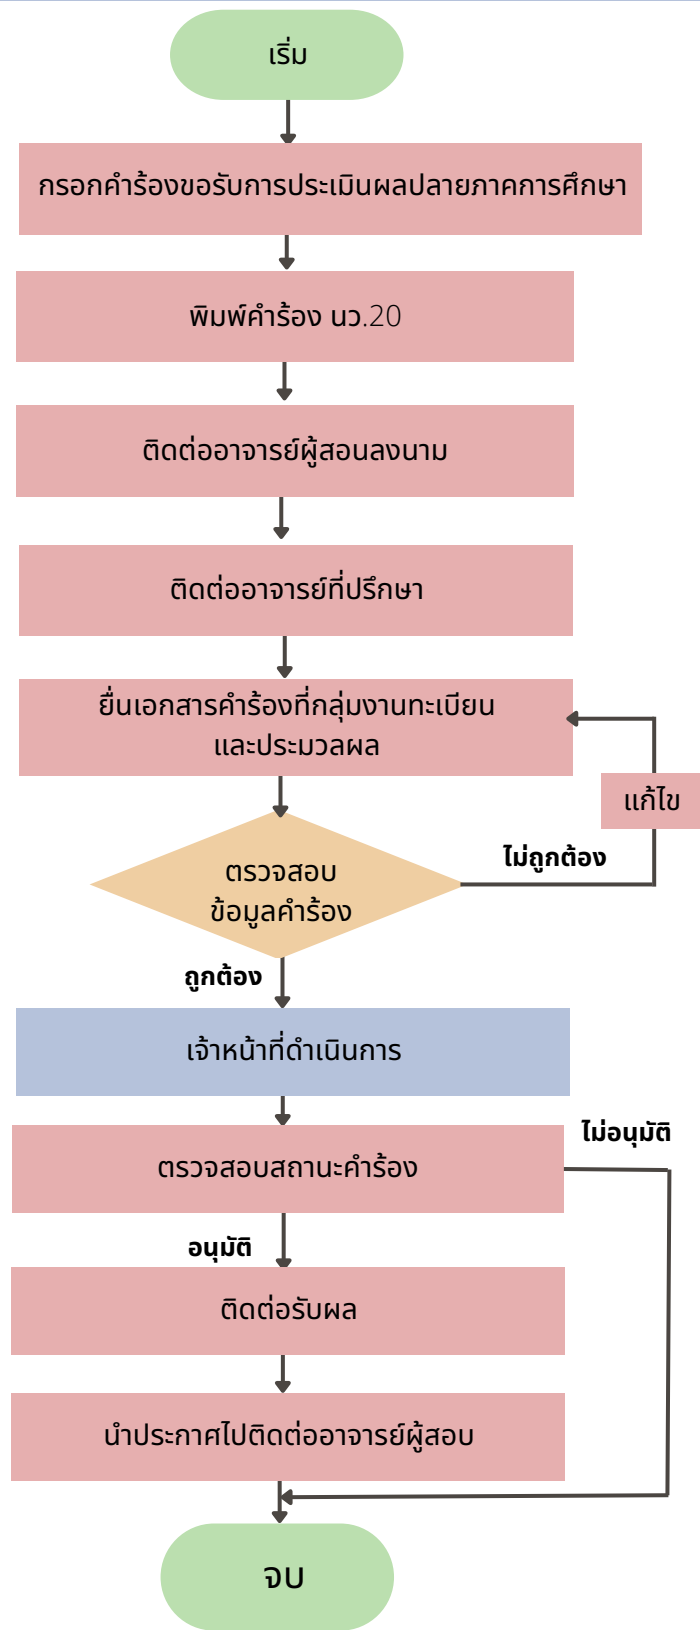 เริ่ม
กรอกคำร้องขอรับการประเมินผลปลายภาคการศึกษา
พิมพ์คำร้อง นว.20
ติดต่ออาจารย์ผู้สอนลงนาม
ติดต่ออาจารย์ที่ปรึกษา
ยื่นเอกสารคำร้องที่กลุ่มงานทะเบียน
และประมวลผล
แก้ไข
ไม่ถูกต้อง
ตรวจสอบ
ข้อมูลคำร้อง
ถูกต้อง
เจ้าหน้าที่ดำเนินการ
ไม่อนุมัติ
ตรวจสอบสถานะคำร้อง
อนุมัติ
ติดต่อรับผล
นำประกาศไปติดต่ออาจารย์ผู้สอบ
จบ